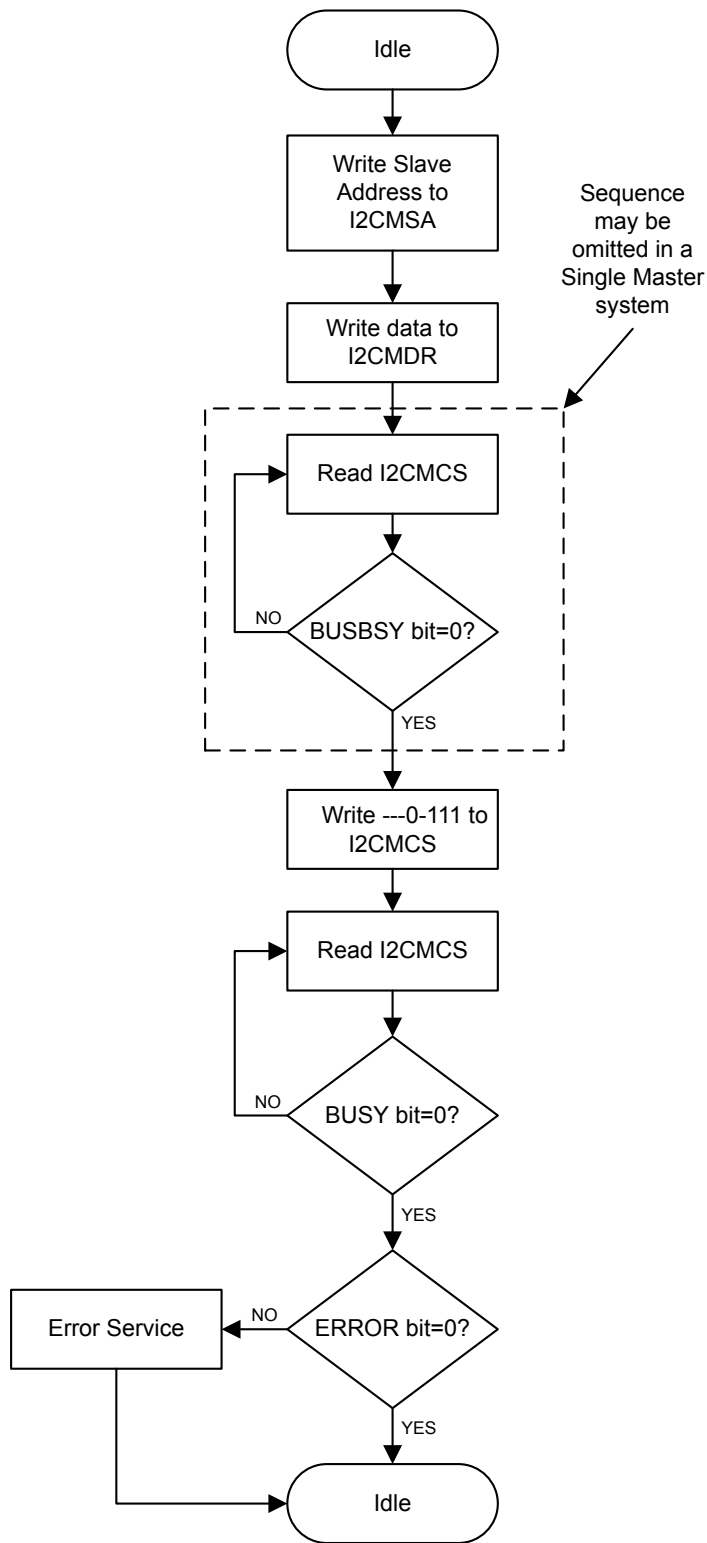 Idle
Write Slave
Address to
I2CMSA
Sequence
may be
omitted in a
Single Master
system
Write data to
I2CMDR
Read I2CMCS
NO
BUSBSY bit=0?
YES
Write ---0-111 to
I2CMCS
Read I2CMCS
NO
BUSY bit=0?
YES
Error Service
NO
ERROR bit=0?
YES
Idle